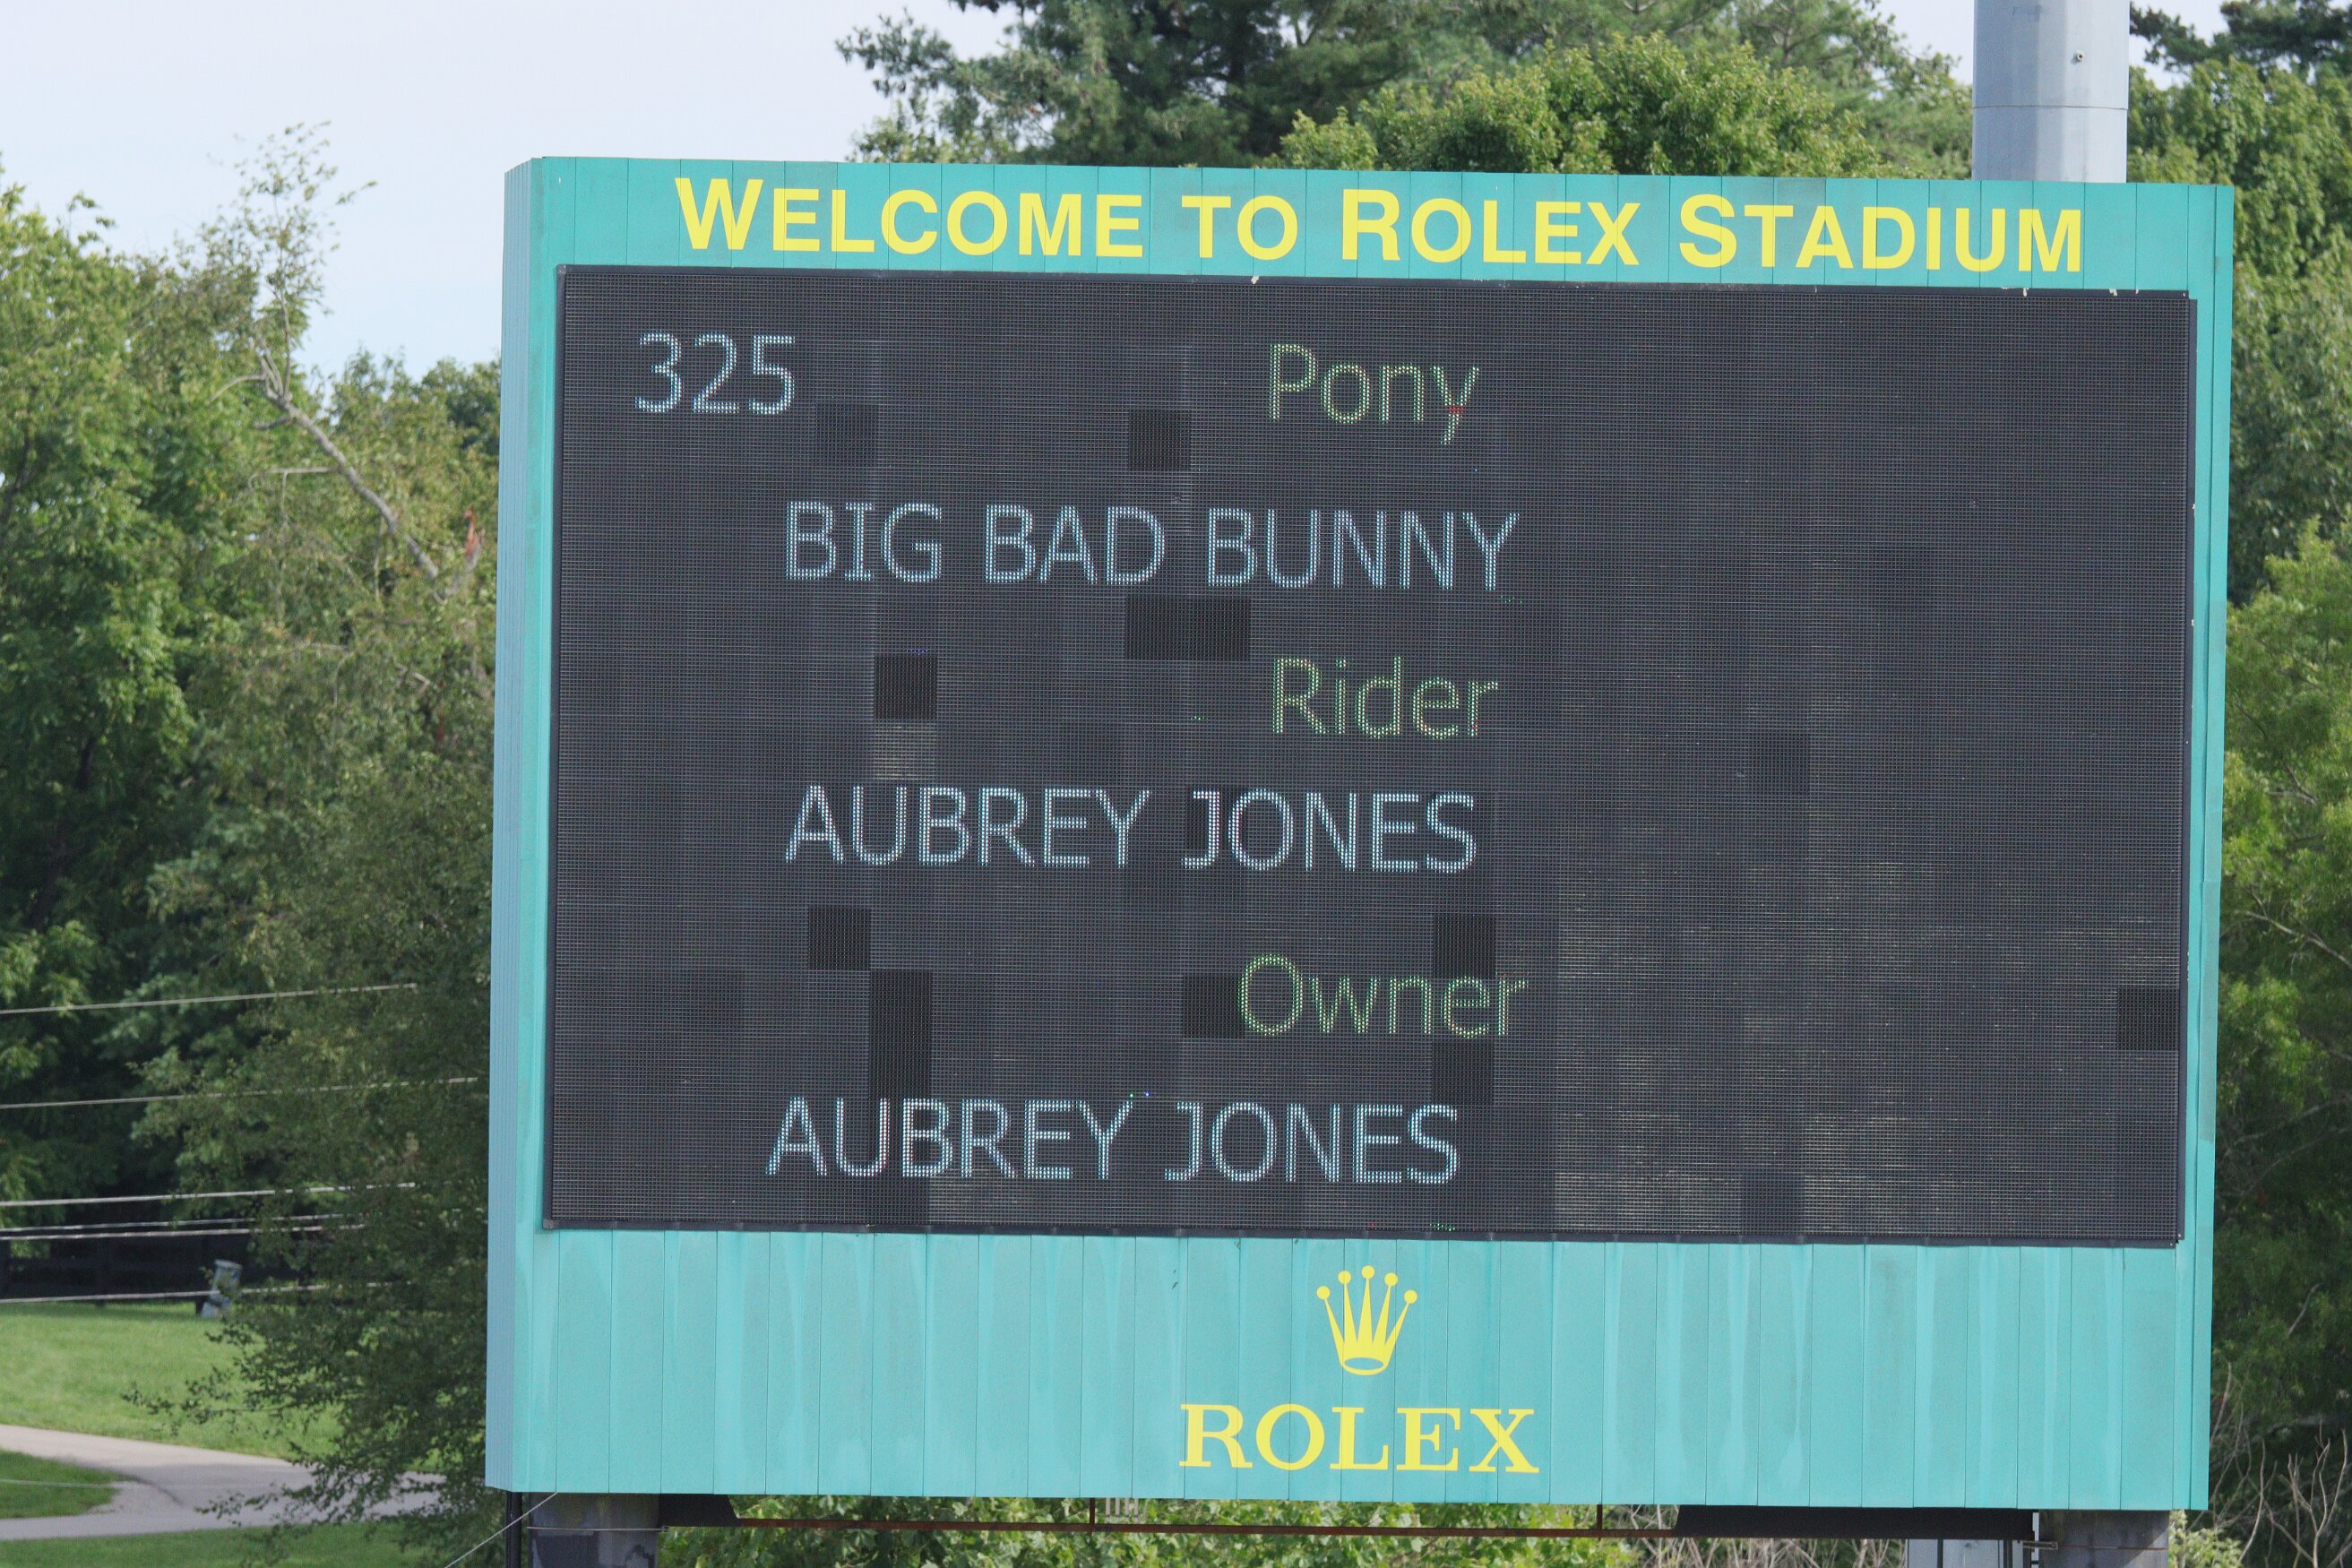 WELCOME TO ROLEX STADIUM
325 Pony
BIG BAD BUNNY
Rider
AUBREY JONES
Owner
AUBREY JONES
ROLEX